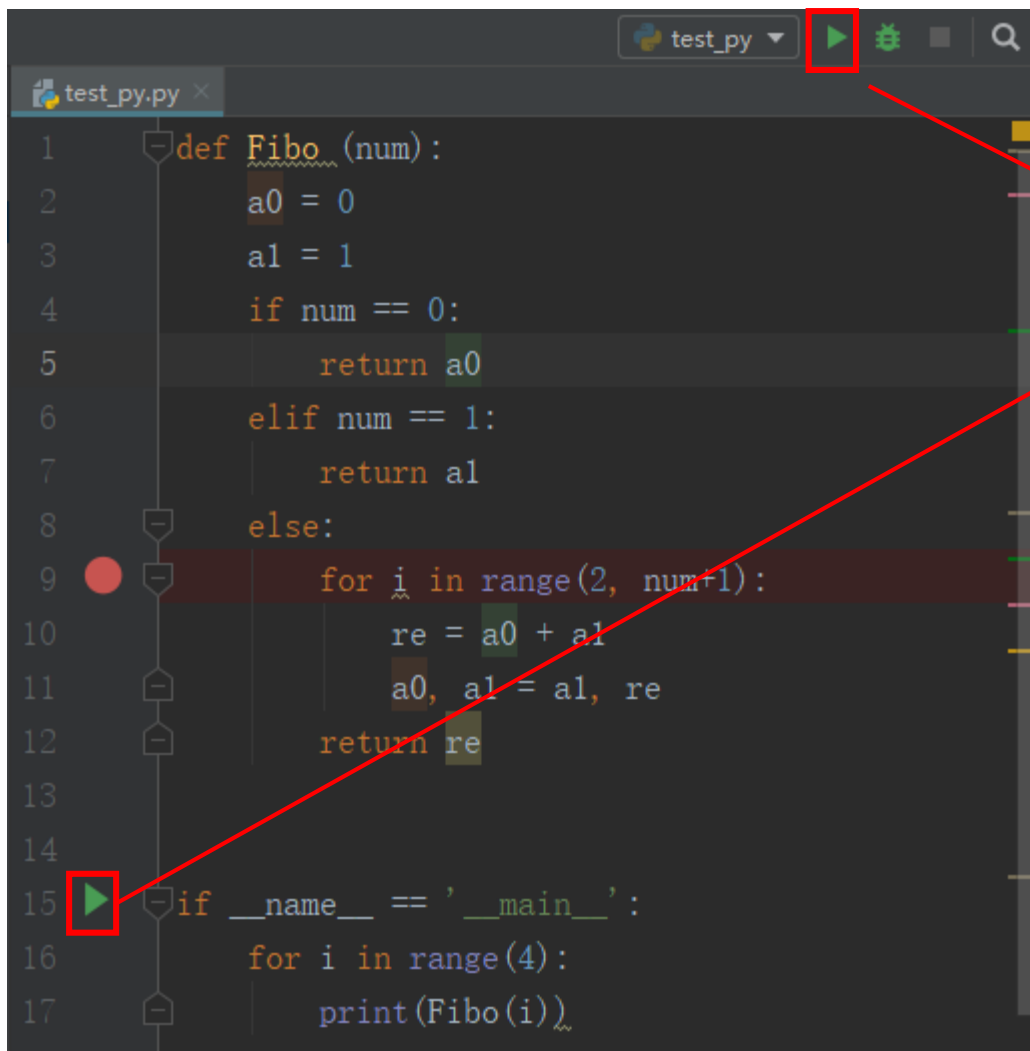 test_py
test_py.py
1 def Fibo (num):
2 a0 = 0
3 a1 = 1
4 if num == 0:
5 return a0
6 elif num == 1:
7 return a1
8 else:
9 for i in range(2, num+1):
10 re = a0 + a1
11 a0, a1 = a1, re
12 return re
13
14
15 if __name__ == '__main__':
16 for i in range(4):
17 print(Fibo(i))